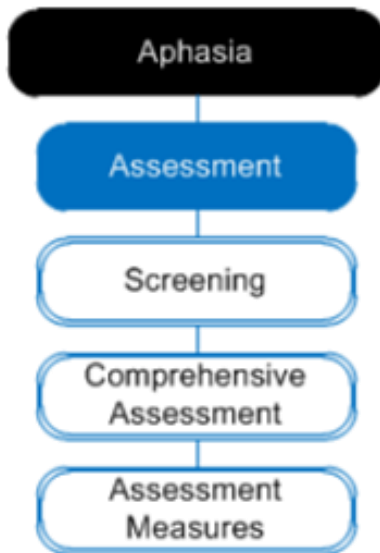 Aphasia
Assessment
Screening
Comprehensive
Assessment
Assessment
Measures